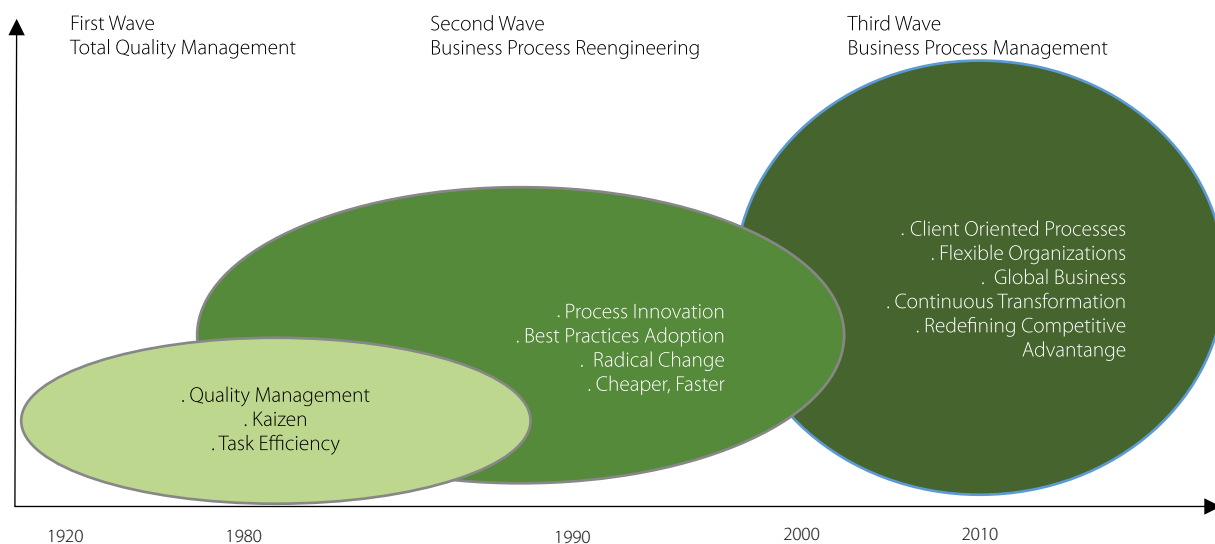 First Wave
Total Quality Management
Second Wave
Business Process Reengineering
Third Wave
Business Process Management
. Quality Management
. Kaizen
. Task Efficiency
. Process Innovation
. Best Practices Adoption
. Radical Change
. Cheaper, Faster
. Client Oriented Processes
. Flexible Organizations
. Global Business
. Continuous Transformation
. Redefining Competitive
Advantange
1920
1980
1990
2000
2010